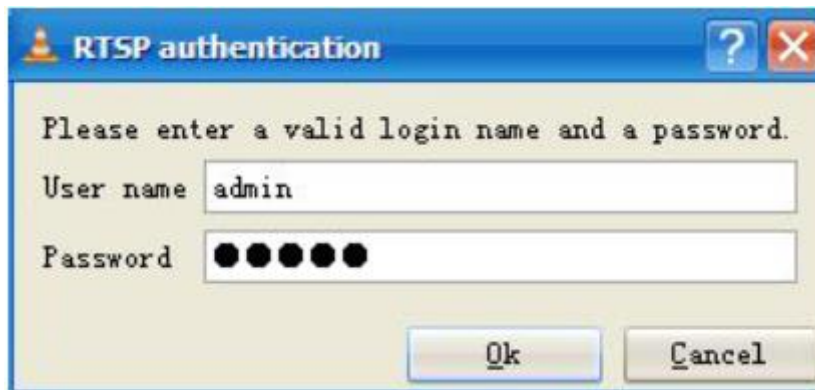 RTSP authentication
Please enter a valid login name and a password.
User name admin
Password ●●●●●
Ok Cancel